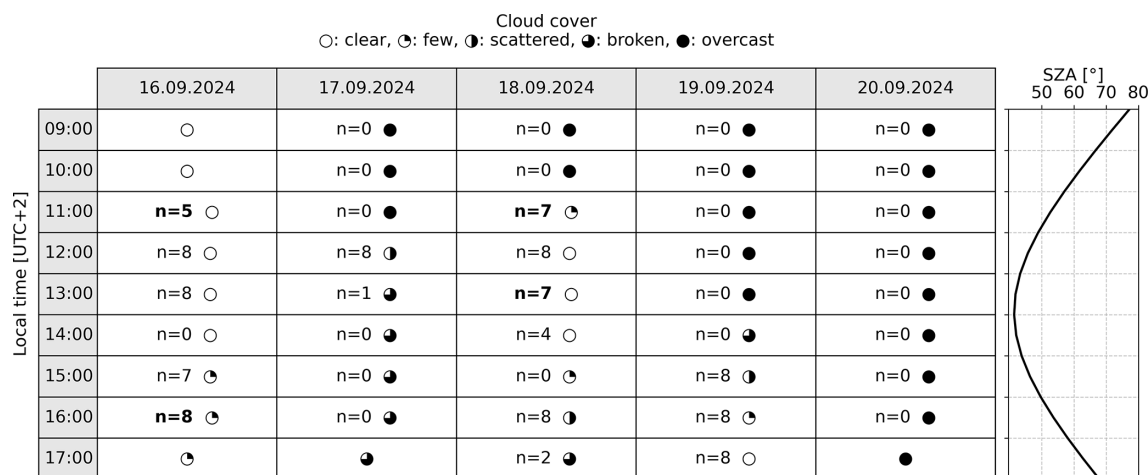 Cloud cover
○: clear, ◔: few, ◑: scattered, ◕: broken, ●: overcast
SZA [°]
50 60 70 80
16.09.2024 17.09.2024 18.09.2024 19.09.2024 20.09.2024
Local time [UTC+2]
09:00 ○ n=0 ● n=0 ● n=0 ● n=0 ●
10:00 ○ n=0 ● n=0 ● n=0 ● n=0 ●
11:00 n=5 ○ n=0 ● n=7 ◔ n=0 ● n=0 ●
12:00 n=8 ○ n=8 ◑ n=8 ○ n=0 ● n=0 ●
13:00 n=8 ○ n=1 ◕ n=7 ○ n=0 ● n=0 ●
14:00 n=0 ○ n=0 ◕ n=4 ○ n=0 ◕ n=0 ●
15:00 n=7 ◔ n=0 ◕ n=0 ◔ n=8 ◑ n=0 ●
16:00 n=8 ◔ n=0 ◕ n=8 ◑ n=8 ◔ n=0 ●
17:00 ◔ ◕ n=2 ◕ n=8 ○ ●